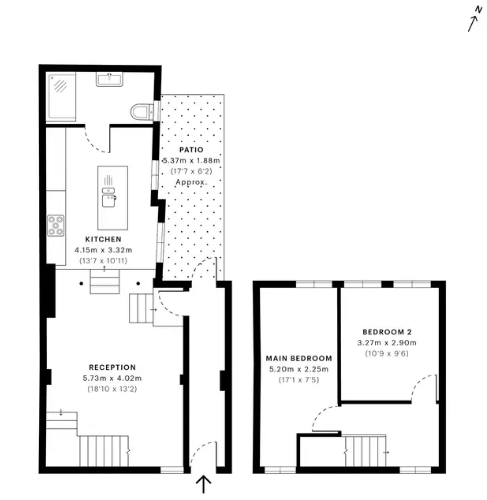 N
PATIO
5.37m x 1.88m
(17'7 x 6'2)
Approx.
KITCHEN
4.15m x 3.32m
(13'7 x 10'11)
RECEPTION
5.73m x 4.02m
(18'10 x 13'2)
MAIN BEDROOM
5.20m x 2.25m
(17'1 x 7'5)
BEDROOM 2
3.27m x 2.90m
(10'9 x 9'6)